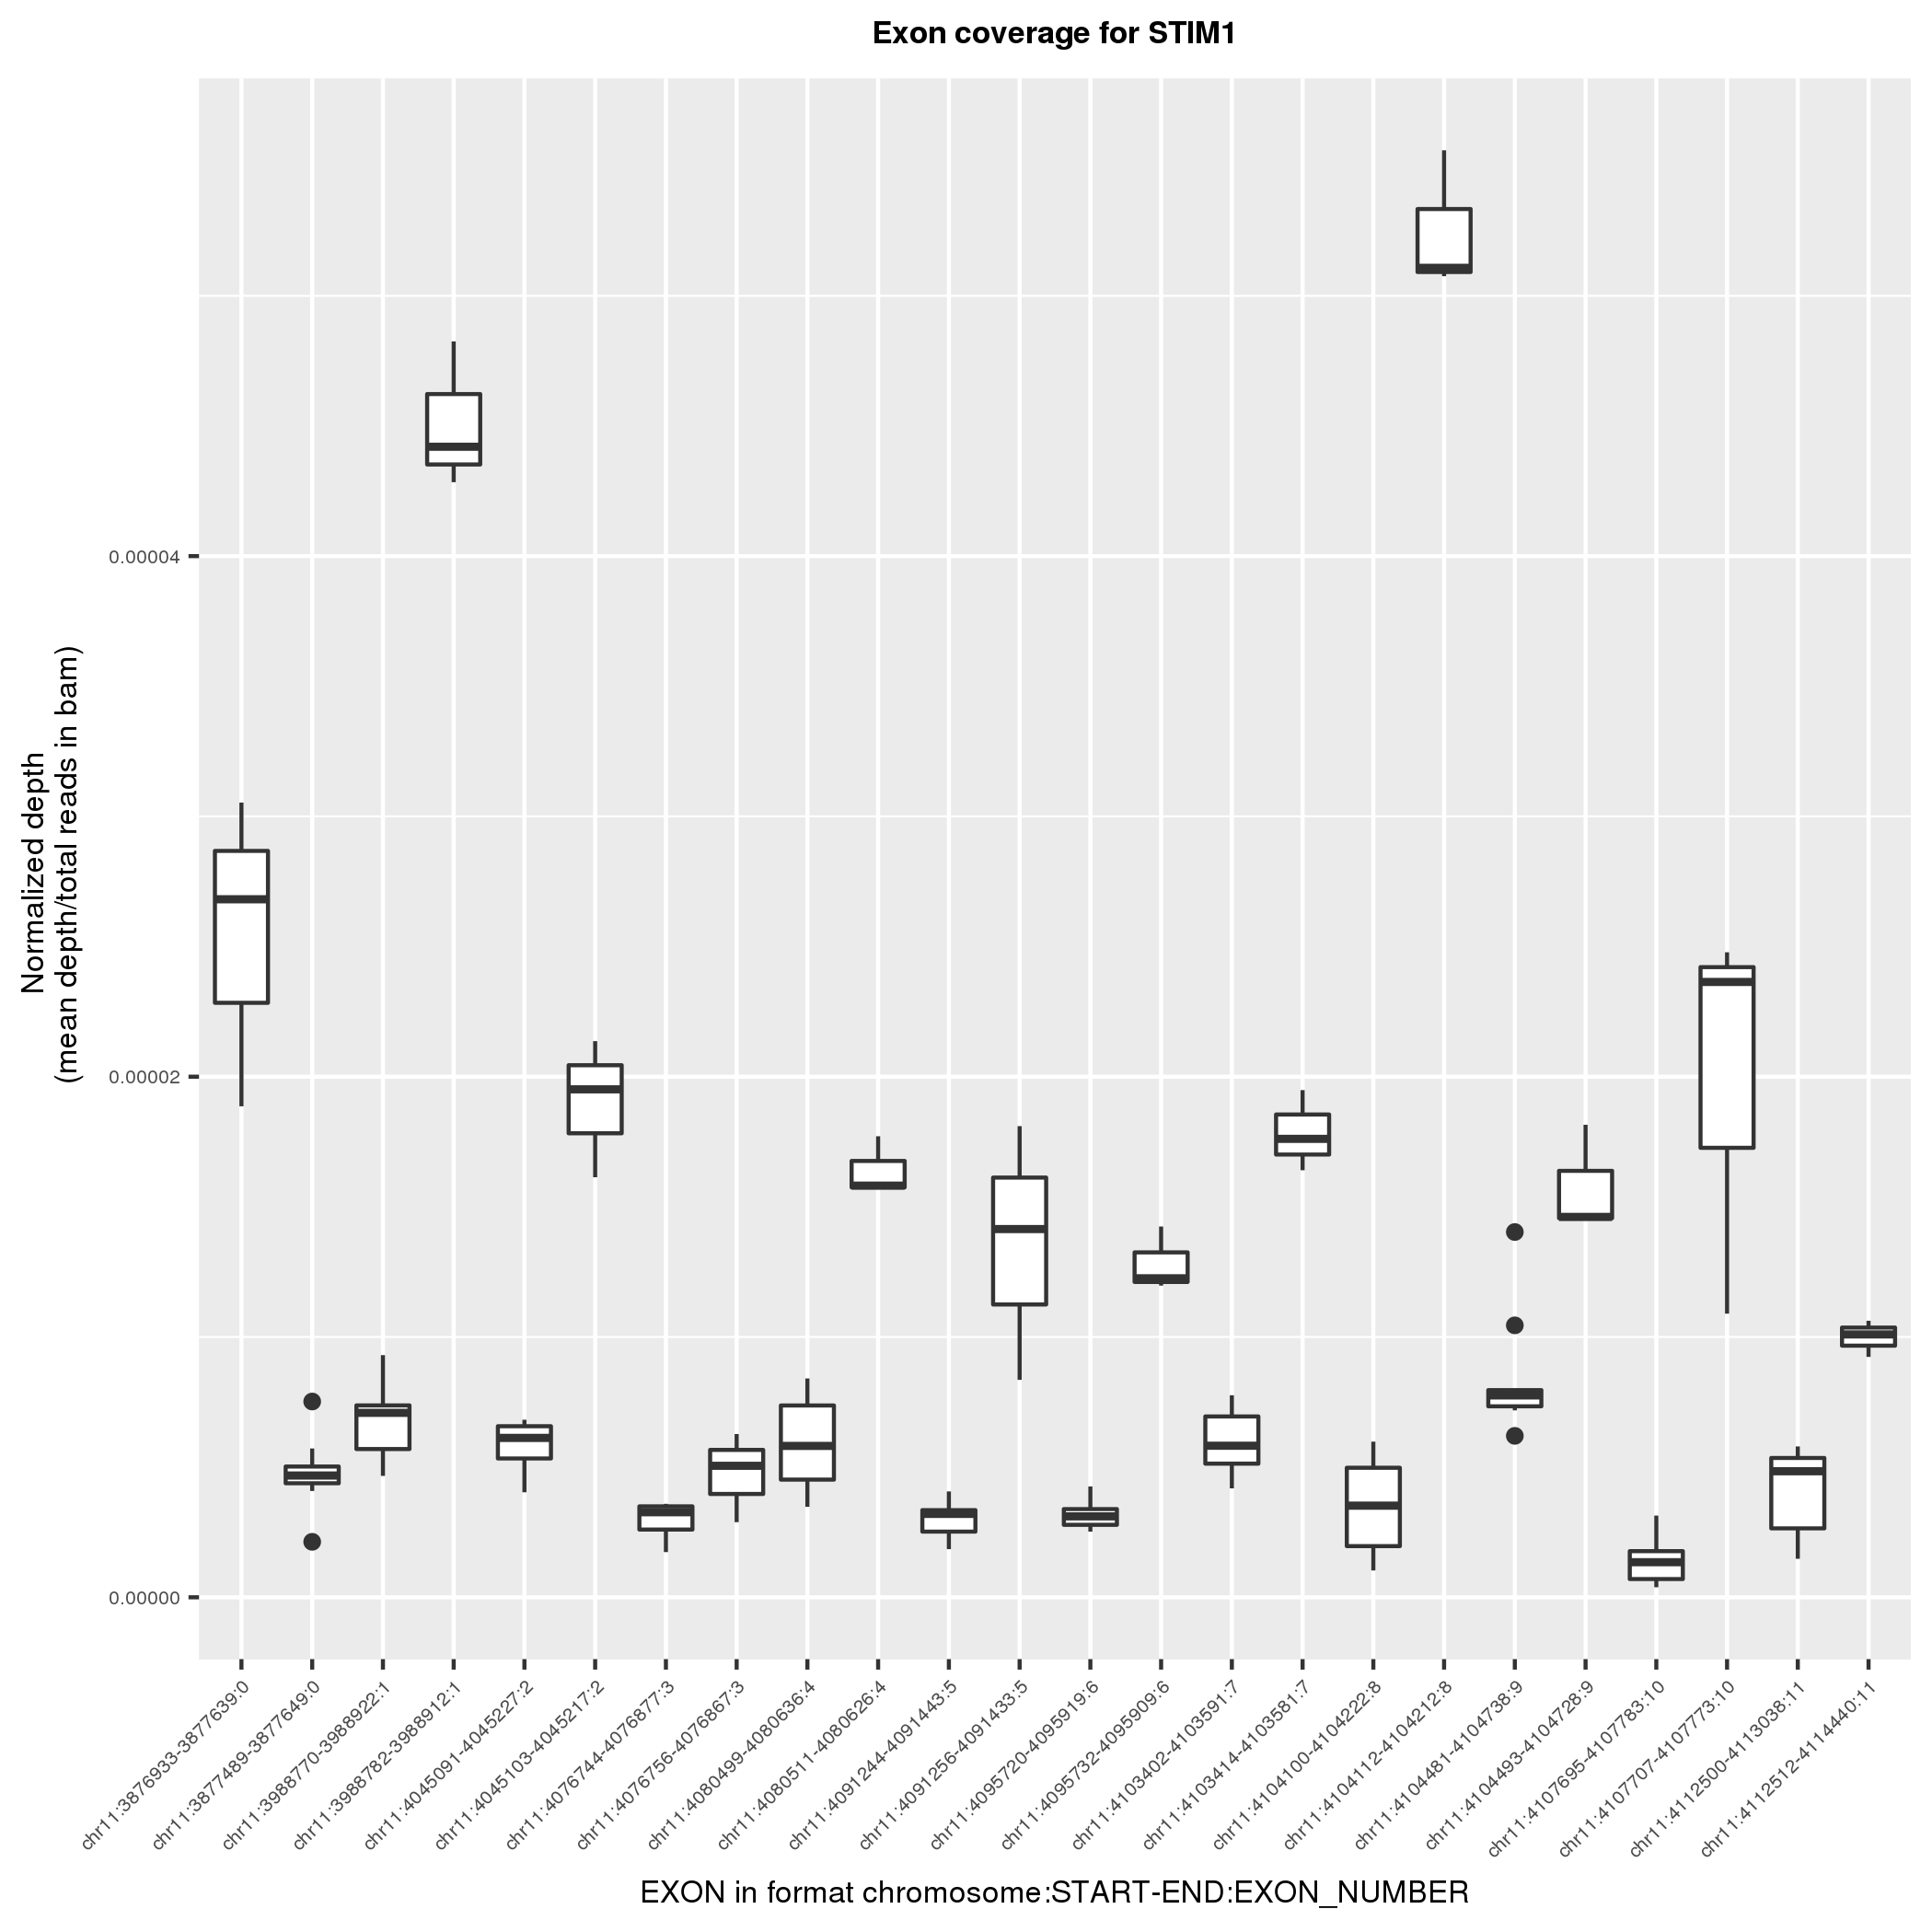 Exon coverage for STIM1
Normalized depth
(mean depth/total reads in bam)
0.00004
0.00002
0.00000
chr11:3876933-3877639:0
chr11:3877489-3877649:0
chr11:3988770-3988922:1
chr11:3988782-3988912:1
chr11:4045091-4045227:2
chr11:4045103-4045217:2
chr11:4076744-4076877:3
chr11:4076756-4076867:3
chr11:4080499-4080636:4
chr11:4080511-4080626:4
chr11:4091244-4091443:5
chr11:4091256-4091433:5
chr11:4095720-4095919:6
chr11:4095732-4095909:6
chr11:4103402-4103591:7
chr11:4103414-4103581:7
chr11:4104100-4104222:8
chr11:4104112-4104212:8
chr11:4104481-4104738:9
chr11:4104493-4104728:9
chr11:4107695-4107783:10
chr11:4107707-4107773:10
chr11:4112500-4113038:11
chr11:4112512-4114440:11
EXON in format chromosome:START-END:EXON_NUMBER